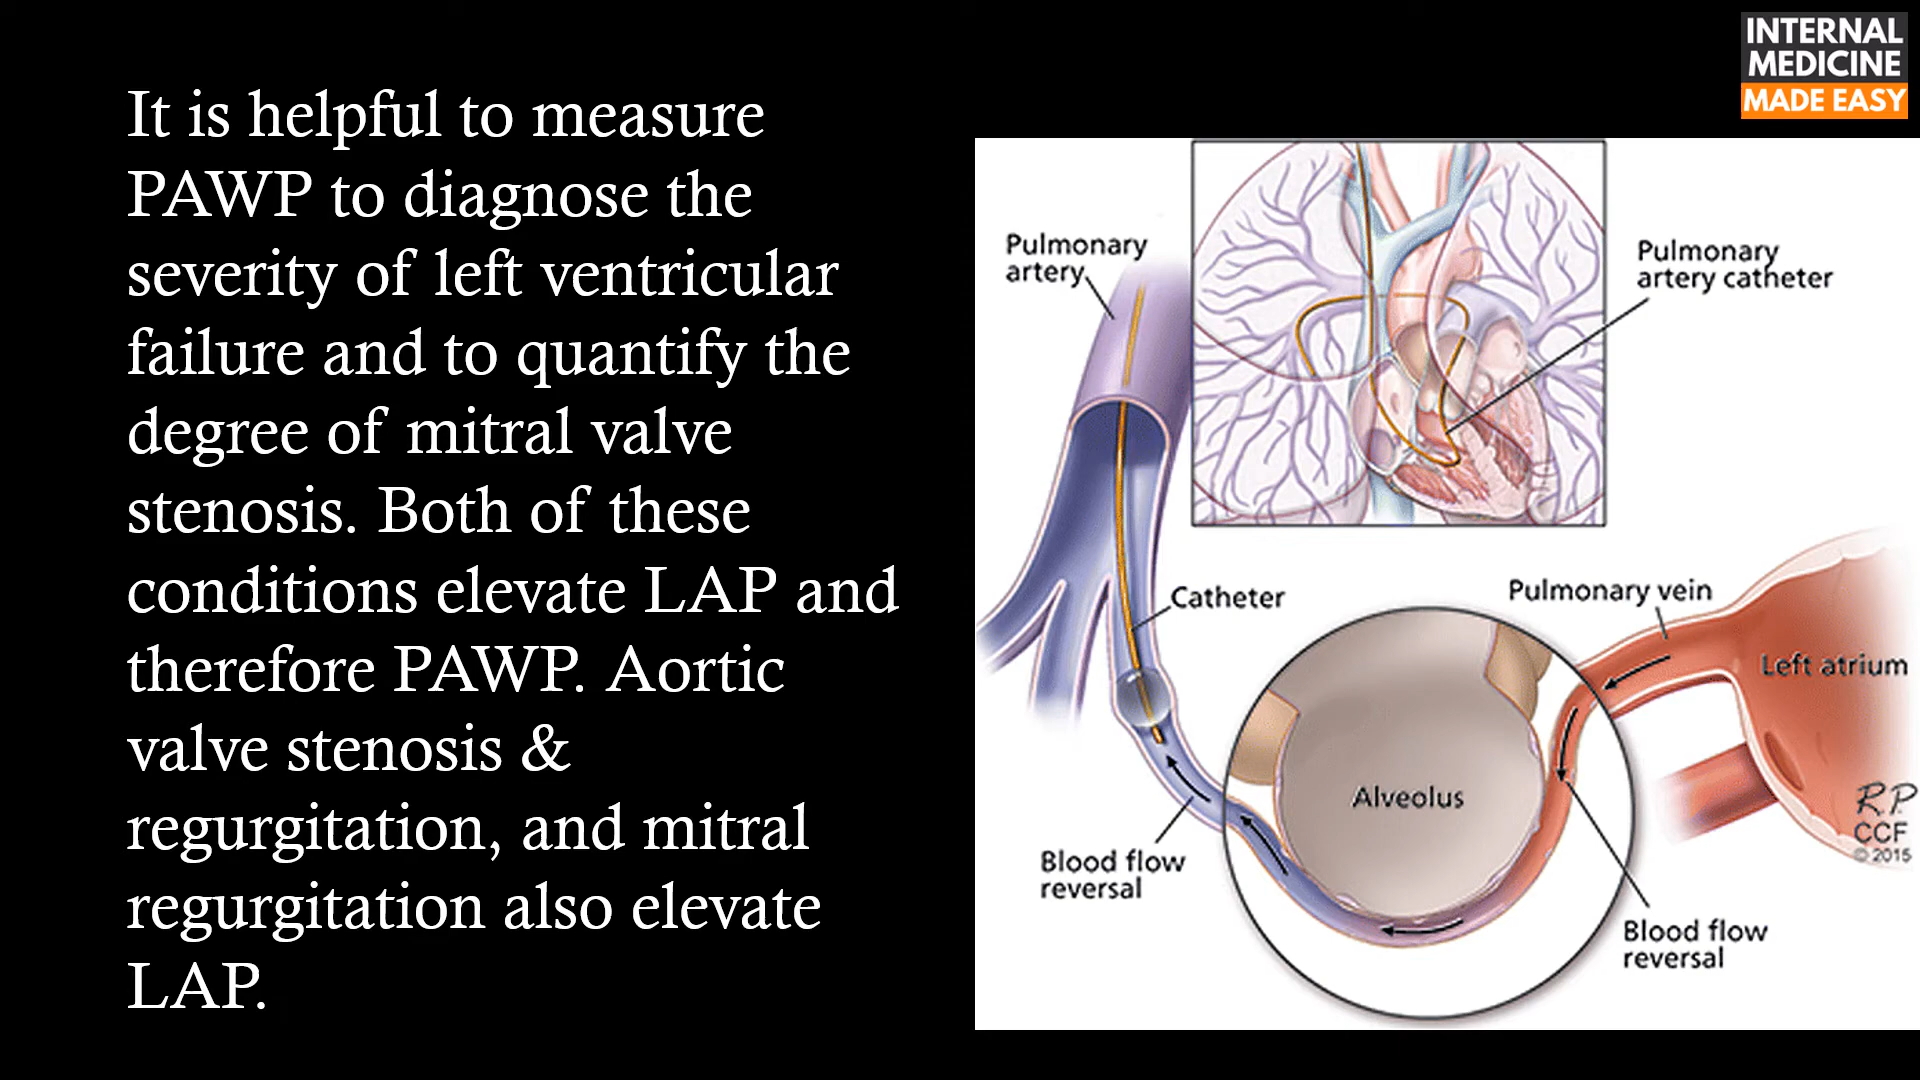 INTERNAL
MEDICINE
MADE EASY
It is helpful to measure
PAWP to diagnose the
severity of left ventricular
failure and to quantify the
degree of mitral valve
stenosis. Both of these
conditions elevate LAP and
therefore PAWP. Aortic
valve stenosis &
regurgitation, and mitral
regurgitation also elevate
LAP.
Pulmonary
artery
Pulmonary
artery catheter
Catheter
Pulmonary vein
Left atrium
Alveolus
Blood flow
reversal
Blood flow
reversal
R.P
CCF
© 2015